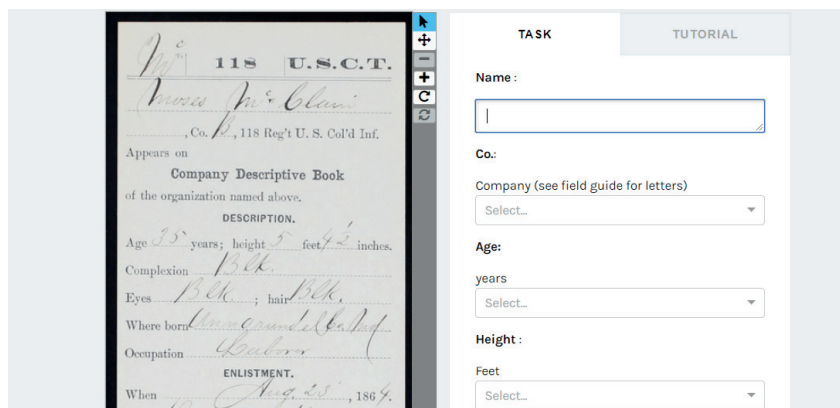 Mc 118 U.S.C.T.
Moses McClain
, Co. B, 118 Reg't U. S. Col'd Inf.
Appears on
Company Descriptive Book
of the organization named above.
DESCRIPTION.
Age 35 years; height 5 feet 4 1/2 inches.
Complexion Blk.
Eyes Blk. ; hair Blk.
Where born
Occupation Laborer
ENLISTMENT.
When Aug. 25, 1864.
TASK
TUTORIAL
Name :
Co.:
Company (see field guide for letters)
Select...
Age:
years
Select...
Height :
Feet
Select...